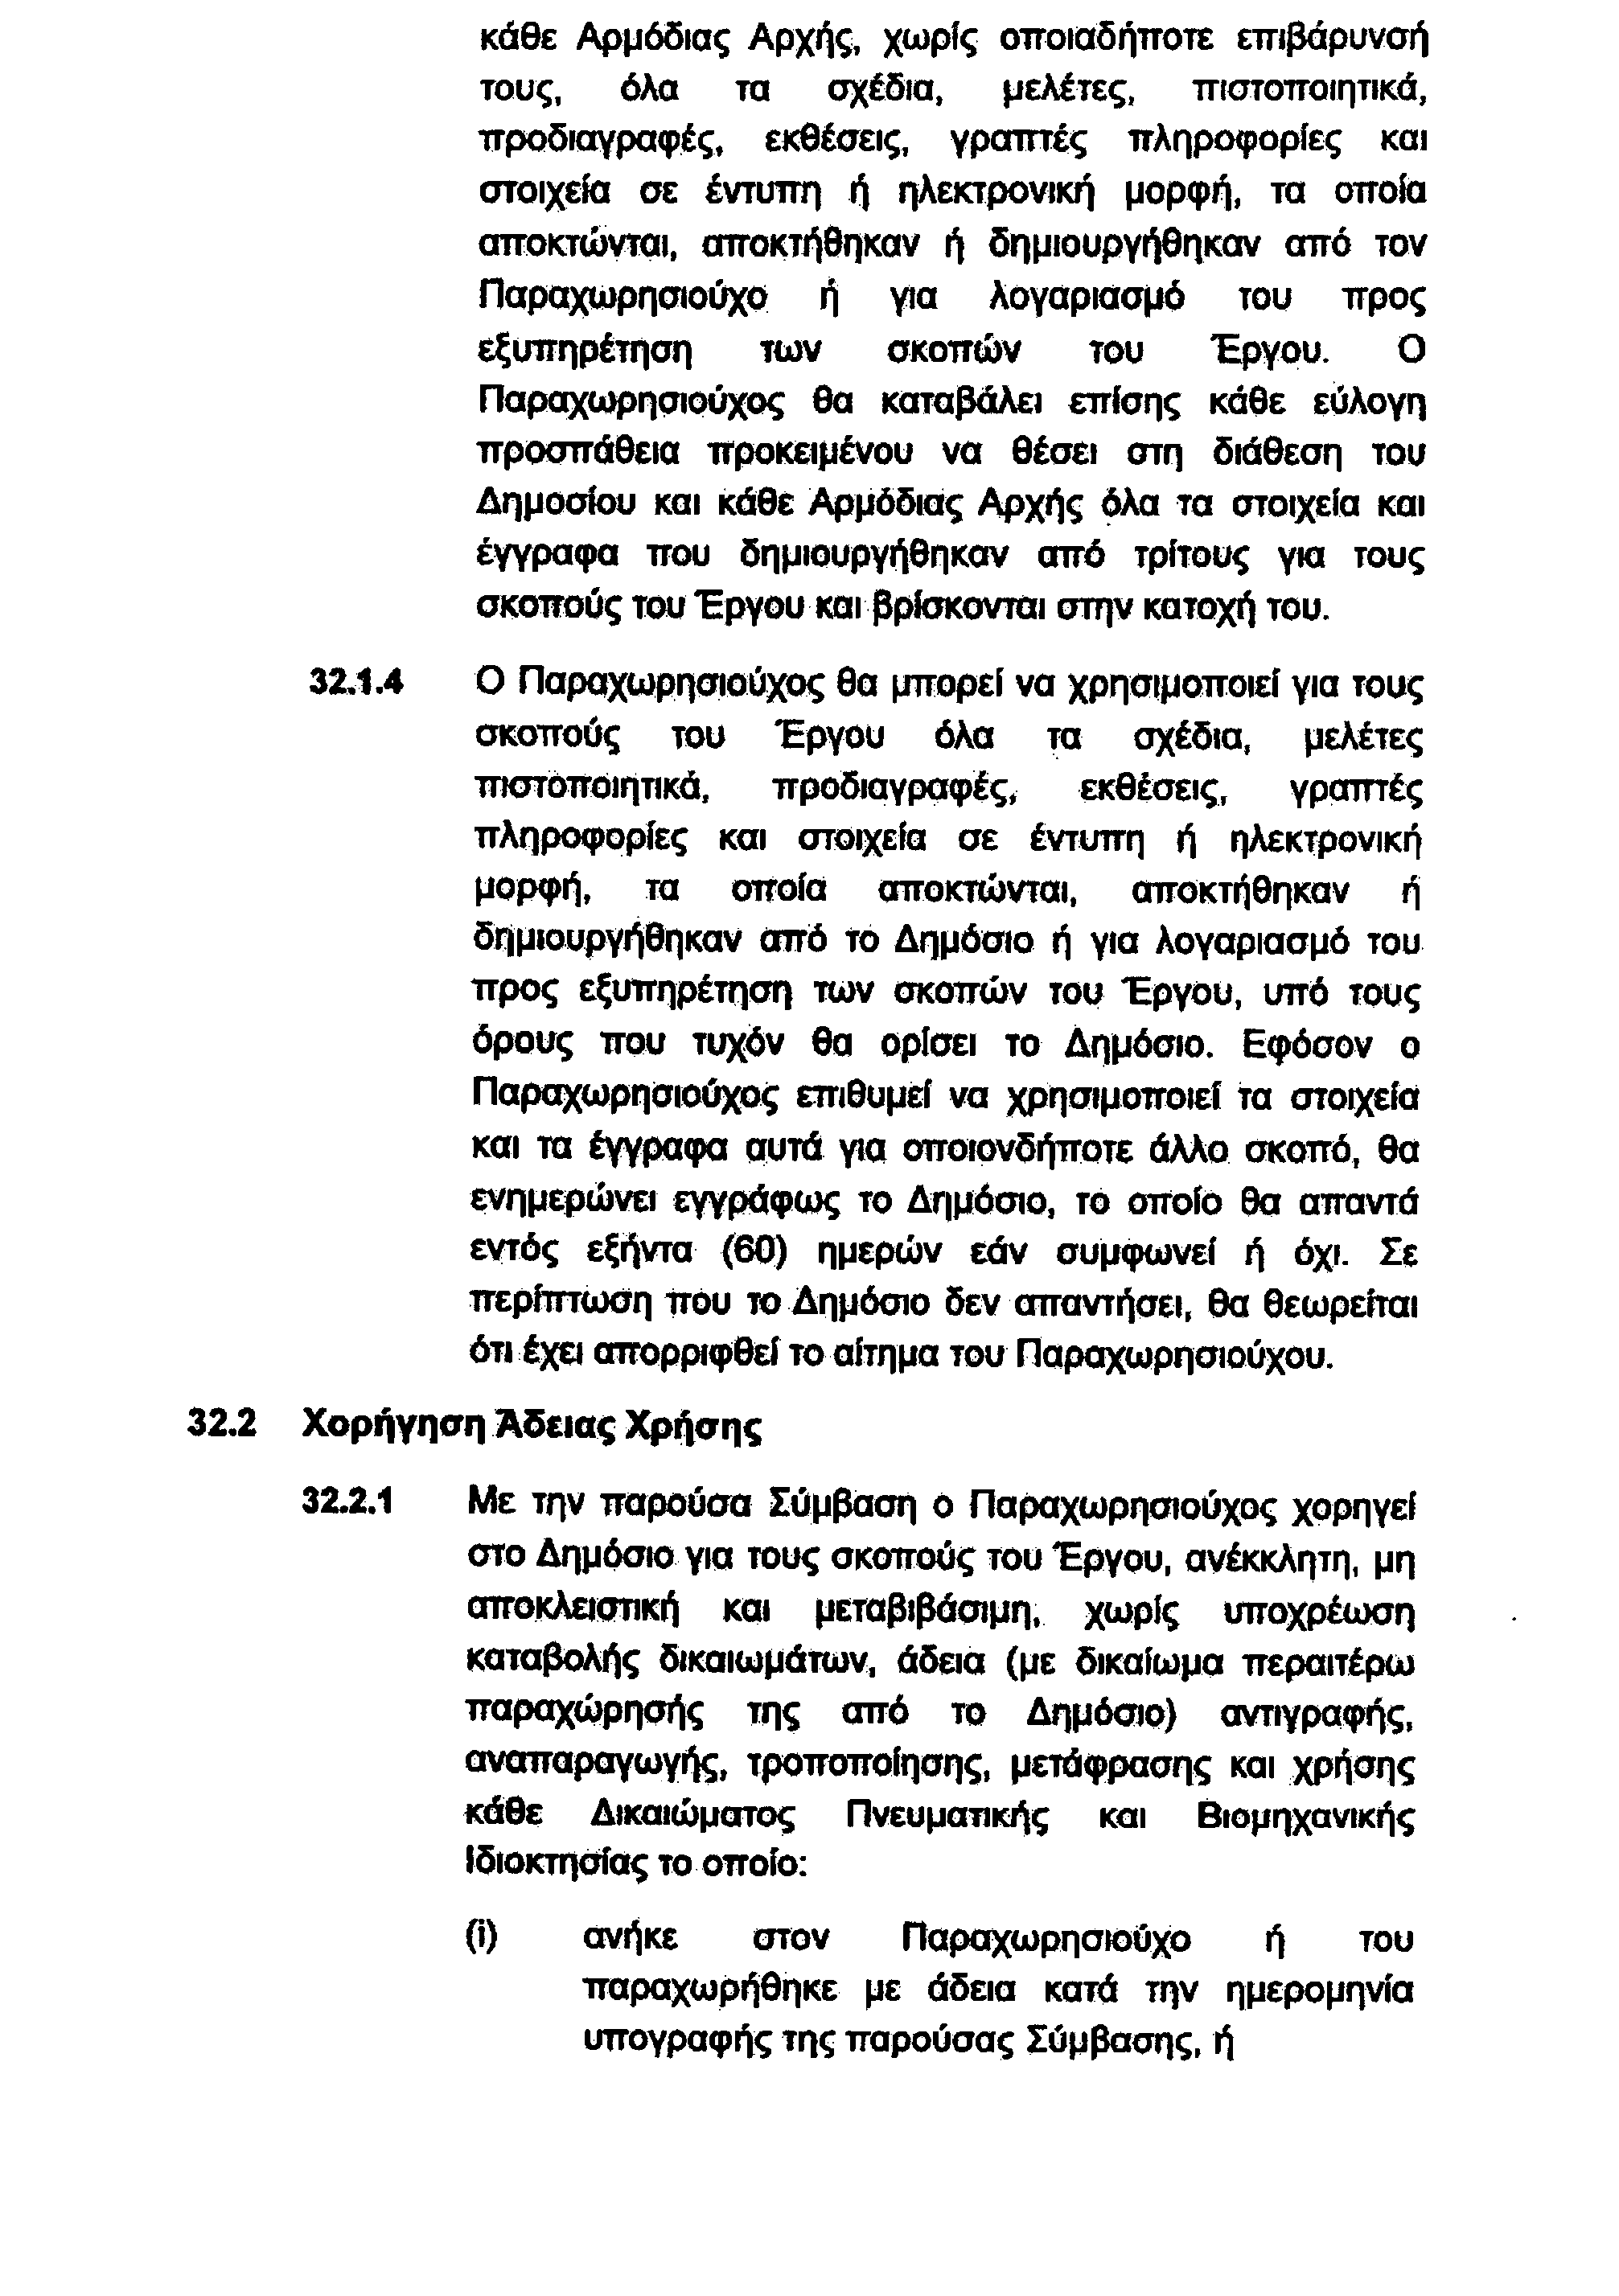 κάθε Αρμόδιας Αρχής, χωρίς οποιαδήποτε επιβάρυνσή
τους, όλα τα σχέδια, μελέτες, πιστοποιητικά,
προδιαγραφές, εκθέσεις, γραπτές πληροφορίες και
στοιχεία σε έντυπη ή ηλεκτρονική μορφή, τα οποία
αποκτώνται, αποκτήθηκαν ή δημιουργήθηκαν από τον
Παραχωρησιούχο ή για λογαριασμό του προς
εξυπηρέτηση των σκοπών του Έργου. Ο
Παραχωρησιούχος θα καταβάλει επίσης κάθε εύλογη
προσπάθεια προκειμένου να θέσει στη διάθεση του
Δημοσίου και κάθε Αρμόδιας Αρχής όλα τα στοιχεία και
έγγραφα που δημιουργήθηκαν από τρίτους για τους
σκοπούς του Έργου και βρίσκονται στην κατοχή του.
32.1.4 Ο Παραχωρησιούχος θα μπορεί να χρησιμοποιεί για τους
σκοπούς του Έργου όλα τα σχέδια, μελέτες
πιστοποιητικά, προδιαγραφές, εκθέσεις, γραπτές
πληροφορίες και στοιχεία σε έντυπη ή ηλεκτρονική
μορφή, τα οποία αποκτώνται, αποκτήθηκαν ή
δημιουργήθηκαν από το Δημόσιο ή για λογαριασμό του
προς εξυπηρέτηση των σκοπών του Έργου, υπό τους
όρους που τυχόν θα ορίσει το Δημόσιο. Εφόσον ο
Παραχωρησιούχος επιθυμεί να χρησιμοποιεί τα στοιχεία
και τα έγγραφα αυτά για οποιονδήποτε άλλο σκοπό, θα
ενημερώνει εγγράφως το Δημόσιο, το οποίο θα απαντά
εντός εξήντα (60) ημερών εάν συμφωνεί ή όχι. Σε
περίπτωση που το Δημόσιο δεν απαντήσει, θα θεωρείται
ότι έχει απορριφθεί το αίτημα του Παραχωρησιούχου.
32.2 Χορήγηση Άδειας Χρήσης
32.2.1 Με την παρούσα Σύμβαση ο Παραχωρησιούχος χορηγεί
στο Δημόσιο για τους σκοπούς του Έργου, ανέκκλητη, μη
αποκλειστική και μεταβιβάσιμη, χωρίς υποχρέωση
καταβολής δικαιωμάτων, άδεια (με δικαίωμα περαιτέρω
παραχώρησής της από το Δημόσιο) αντιγραφής,
αναπαραγωγής, τροποποίησης, μετάφρασης και χρήσης
κάθε Δικαιώματος Πνευματικής και Βιομηχανικής
Ιδιοκτησίας το οποίο:
(i) ανήκε στον Παραχωρησιούχο ή του
παραχωρήθηκε με άδεια κατά την ημερομηνία
υπογραφής της παρούσας Σύμβασης, ή